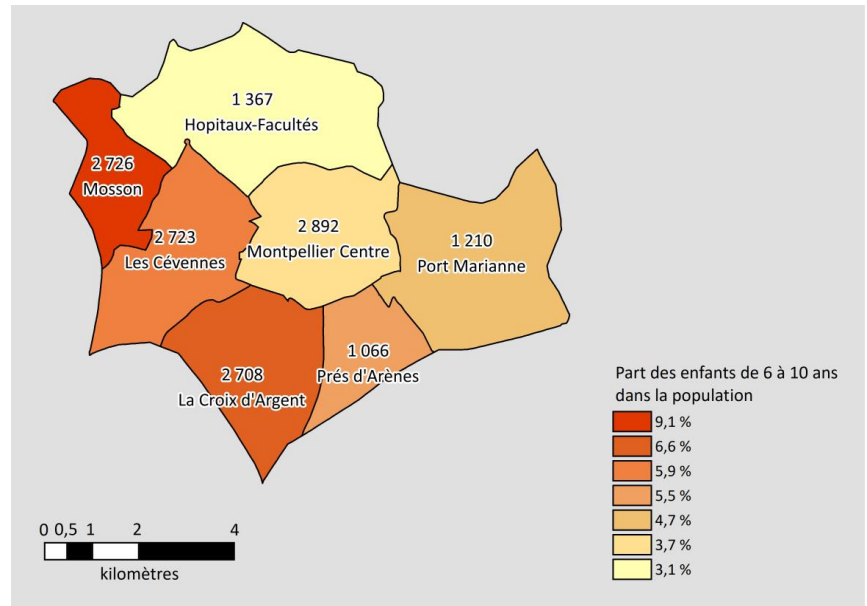 1 367
Hopitaux-Facultés
2 726
Mosson
2 723
Les Cévennes
2 892
Montpellier Centre
1 210
Port Marianne
2 708
La Croix d'Argent
1 066
Prés d'Arènes
Part des enfants de 6 à 10 ans
dans la population
9,1 %
6,6 %
5,9 %
5,5 %
4,7 %
3,7 %
3,1 %
0 0,5 1 2 4
kilomètres